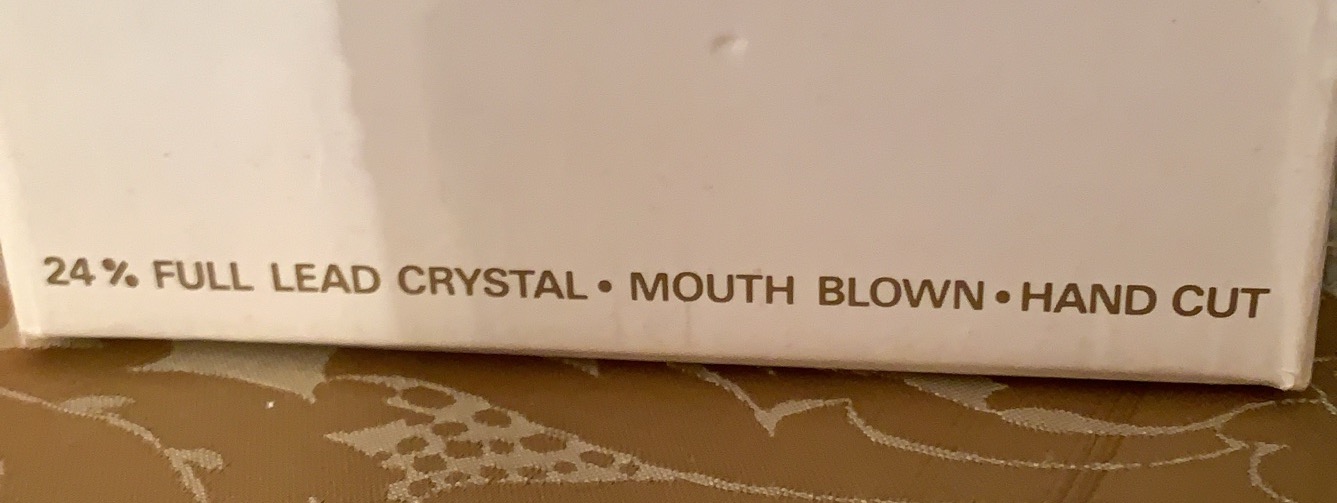 24% FULL LEAD CRYSTAL • MOUTH BLOWN • HAND CUT